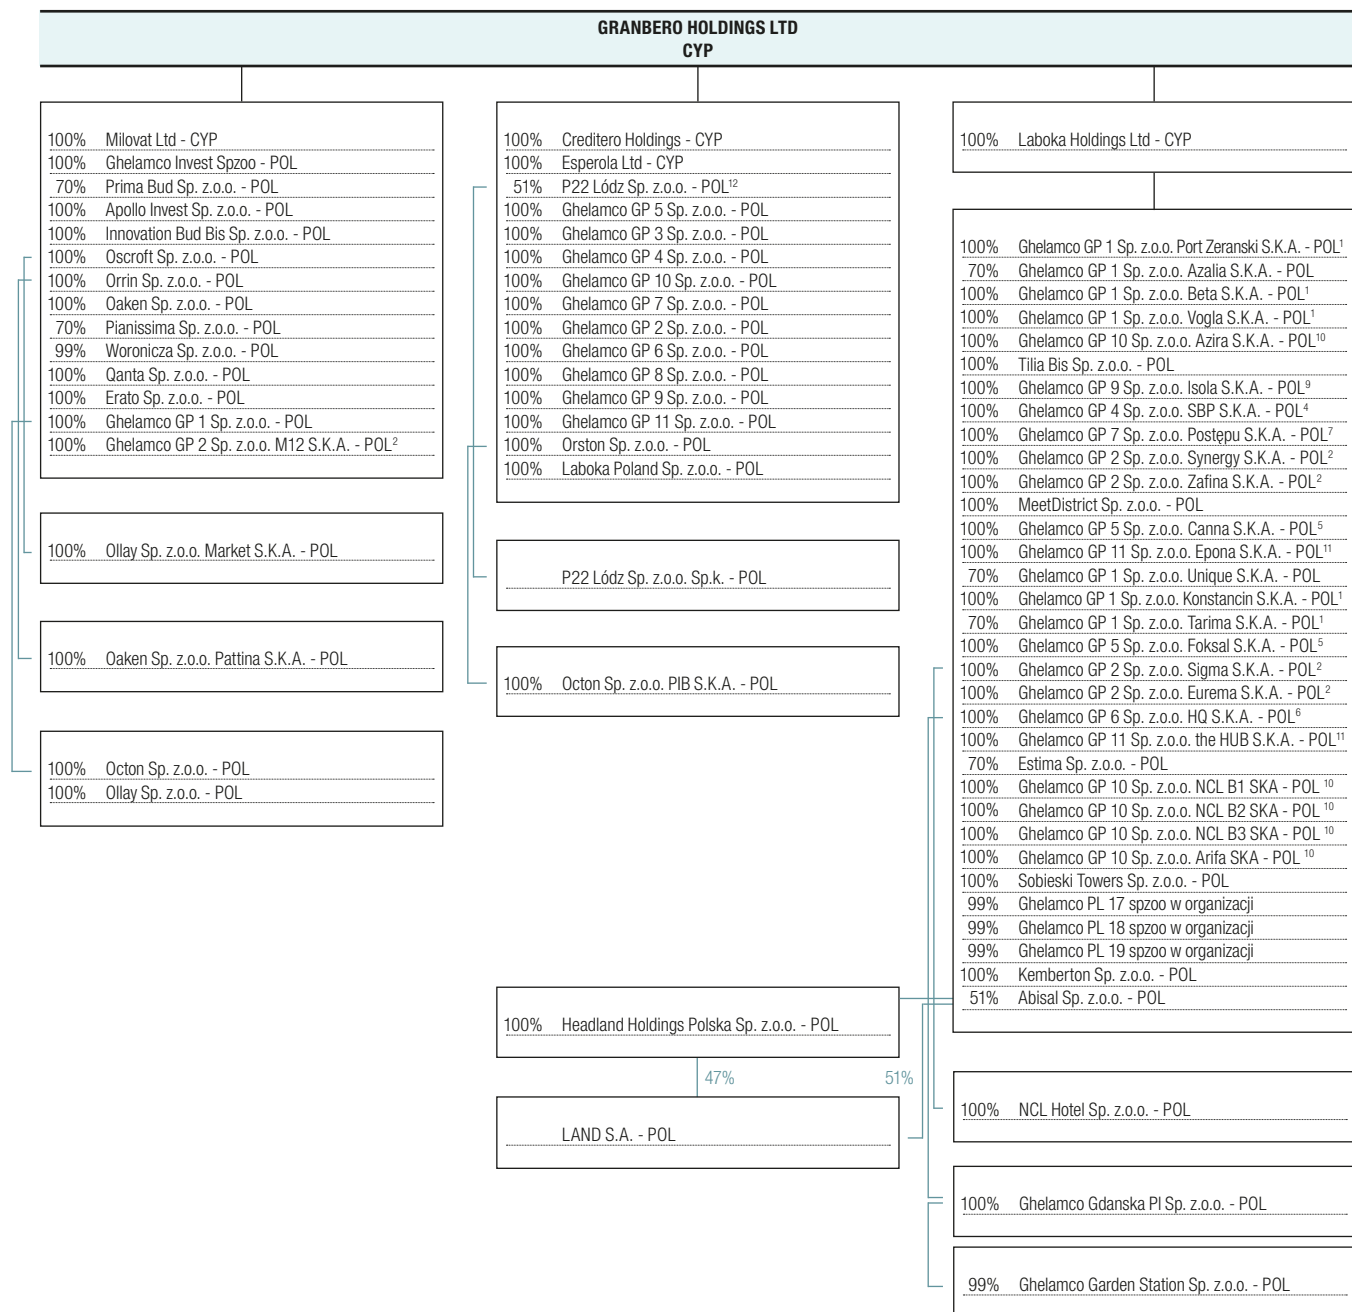 GRANBERO HOLDINGS LTD
CYP
100% Milovat Ltd - CYP
100% Ghelamco Invest Spzoo - POL
70% Prima Bud Sp. z.o.o. - POL
100% Apollo Invest Sp. z.o.o. - POL
100% Innovation Bud Bis Sp. z.o.o. - POL
100% Oscroft Sp. z.o.o. - POL
100% Orrin Sp. z.o.o. - POL
100% Oaken Sp. z.o.o. - POL
70% Pianissima Sp. z.o.o. - POL
99% Woronicza Sp. z.o.o. - POL
100% Qanta Sp. z.o.o. - POL
100% Erato Sp. z.o.o. - POL
100% Ghelamco GP 1 Sp. z.o.o. - POL
100% Ghelamco GP 2 Sp. z.o.o. M12 S.K.A. - POL²
100% Ollay Sp. z.o.o. Market S.K.A. - POL
100% Oaken Sp. z.o.o. Pattina S.K.A. - POL
100% Octon Sp. z.o.o. - POL
100% Ollay Sp. z.o.o. - POL
100% Creditero Holdings - CYP
100% Esperola Ltd - CYP
51% P22 Lódz Sp. z.o.o. - POL¹²
100% Ghelamco GP 5 Sp. z.o.o. - POL
100% Ghelamco GP 3 Sp. z.o.o. - POL
100% Ghelamco GP 4 Sp. z.o.o. - POL
100% Ghelamco GP 10 Sp. z.o.o. - POL
100% Ghelamco GP 7 Sp. z.o.o. - POL
100% Ghelamco GP 2 Sp. z.o.o. - POL
100% Ghelamco GP 6 Sp. z.o.o. - POL
100% Ghelamco GP 8 Sp. z.o.o. - POL
100% Ghelamco GP 9 Sp. z.o.o. - POL
100% Ghelamco GP 11 Sp. z.o.o. - POL
100% Orston Sp. z.o.o. - POL
100% Laboka Poland Sp. z.o.o. - POL
P22 Lódz Sp. z.o.o. Sp.k. - POL
100% Octon Sp. z.o.o. PIB S.K.A. - POL
100% Headland Holdings Polska Sp. z.o.o. - POL
47%
51%
LAND S.A. - POL
100% Laboka Holdings Ltd - CYP
100% Ghelamco GP 1 Sp. z.o.o. Port Zeranski S.K.A. - POL¹
70% Ghelamco GP 1 Sp. z.o.o. Azalia S.K.A. - POL
100% Ghelamco GP 1 Sp. z.o.o. Beta S.K.A. - POL¹
100% Ghelamco GP 1 Sp. z.o.o. Vogla S.K.A. - POL¹
100% Ghelamco GP 10 Sp. z.o.o. Azira S.K.A. - POL¹⁰
100% Tilia Bis Sp. z.o.o. - POL
100% Ghelamco GP 9 Sp. z.o.o. Isola S.K.A. - POL⁹
100% Ghelamco GP 4 Sp. z.o.o. SBP S.K.A. - POL⁴
100% Ghelamco GP 7 Sp. z.o.o. Postępu S.K.A. - POL⁷
100% Ghelamco GP 2 Sp. z.o.o. Synergy S.K.A. - POL²
100% Ghelamco GP 2 Sp. z.o.o. Zafina S.K.A. - POL²
100% MeetDistrict Sp. z.o.o. - POL
100% Ghelamco GP 5 Sp. z.o.o. Canna S.K.A. - POL⁵
100% Ghelamco GP 11 Sp. z.o.o. Epona S.K.A. - POL¹¹
70% Ghelamco GP 1 Sp. z.o.o. Unique S.K.A. - POL
100% Ghelamco GP 1 Sp. z.o.o. Konstancin S.K.A. - POL¹
70% Ghelamco GP 1 Sp. z.o.o. Tarima S.K.A. - POL¹
100% Ghelamco GP 5 Sp. z.o.o. Foksal S.K.A. - POL⁵
100% Ghelamco GP 2 Sp. z.o.o. Sigma S.K.A. - POL²
100% Ghelamco GP 2 Sp. z.o.o. Eurema S.K.A. - POL²
100% Ghelamco GP 6 Sp. z.o.o. HQ S.K.A. - POL⁶
100% Ghelamco GP 11 Sp. z.o.o. the HUB S.K.A. - POL¹¹
70% Estima Sp. z.o.o. - POL
100% Ghelamco GP 10 Sp. z.o.o. NCL B1 SKA - POL ¹⁰
100% Ghelamco GP 10 Sp. z.o.o. NCL B2 SKA - POL ¹⁰
100% Ghelamco GP 10 Sp. z.o.o. NCL B3 SKA - POL ¹⁰
100% Ghelamco GP 10 Sp. z.o.o. Arifa SKA - POL ¹⁰
100% Sobieski Towers Sp. z.o.o. - POL
99% Ghelamco PL 17 spzoo w organizacji
99% Ghelamco PL 18 spzoo w organizacji
99% Ghelamco PL 19 spzoo w organizacji
100% Kemberton Sp. z.o.o. - POL
51% Abisal Sp. z.o.o. - POL
100% NCL Hotel Sp. z.o.o. - POL
100% Ghelamco Gdanska PI Sp. z.o.o. - POL
99% Ghelamco Garden Station Sp. z.o.o. - POL